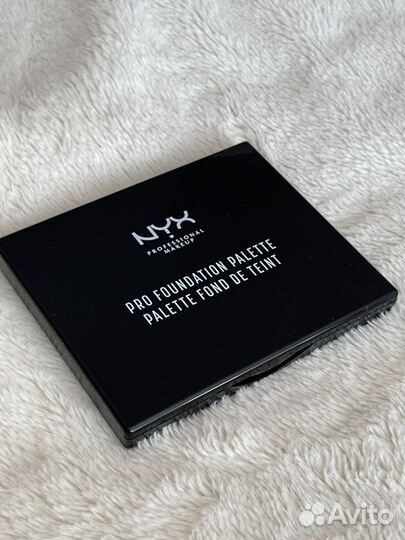 NYX
PROFESSIONAL
MAKEUP
PRO FOUNDATION PALETTE
PALETTE FOND DE TEINT
Avito